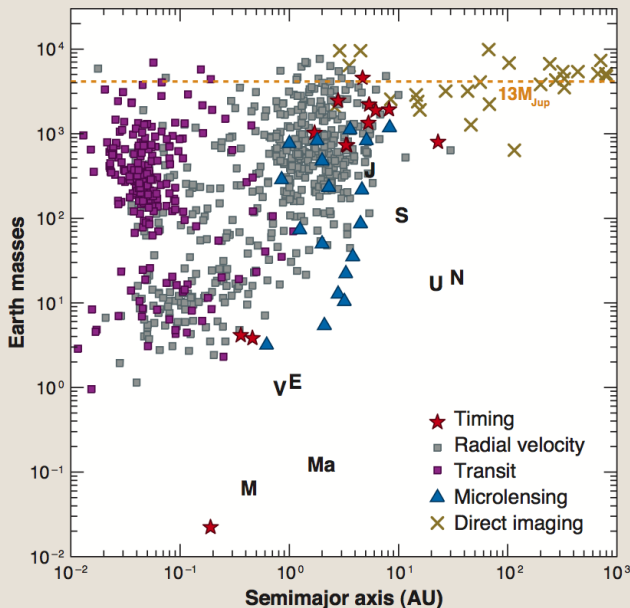 10⁴
10³
10²
10¹
10⁰
10⁻¹
10⁻²
Earth masses
13M_Jup
J
S
U N
V E
Ma
M
Timing
Radial velocity
Transit
Microlensing
Direct imaging
10⁻² 10⁻¹ 10⁰ 10¹ 10² 10³
Semimajor axis (AU)